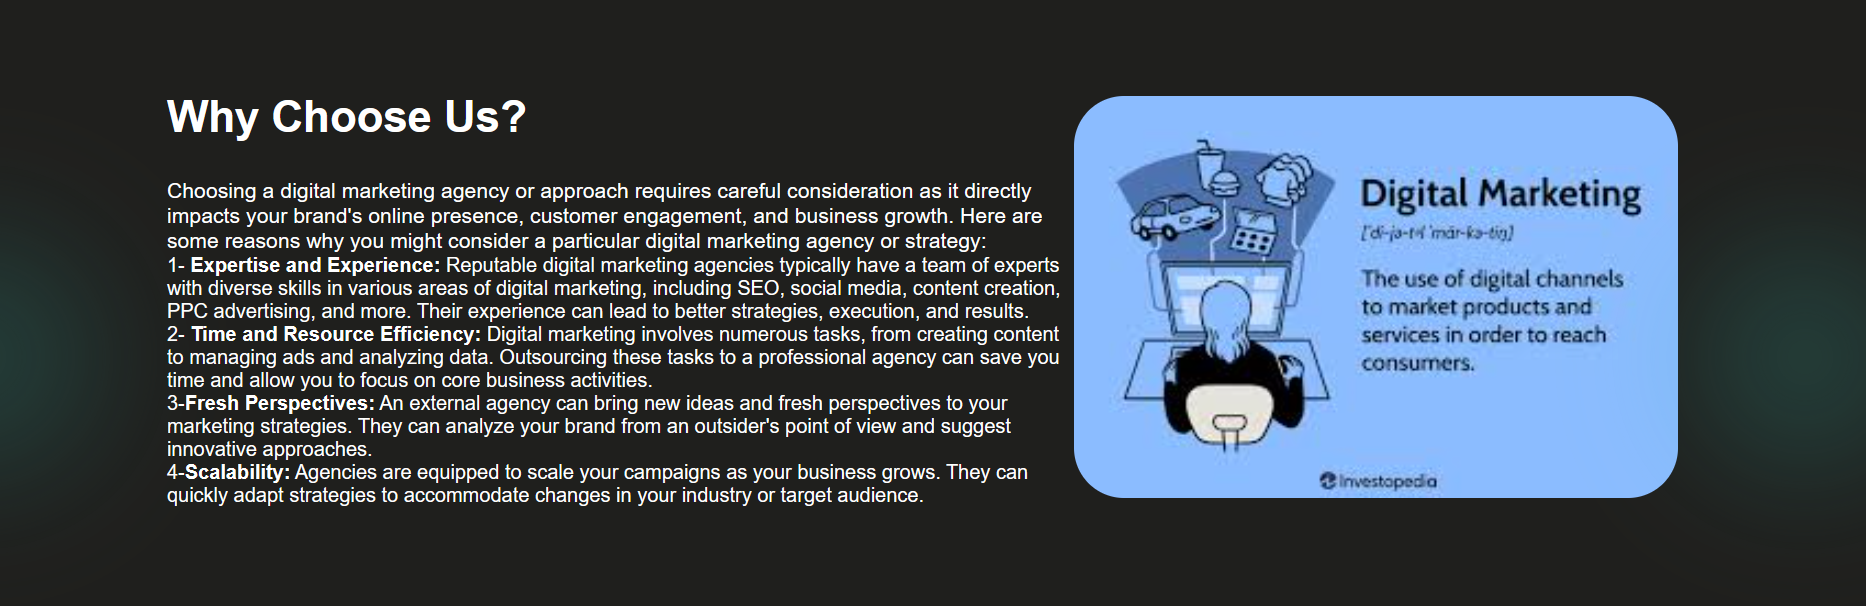 Why Choose Us?
Choosing a digital marketing agency or approach requires careful consideration as it directly
impacts your brand's online presence, customer engagement, and business growth. Here are
some reasons why you might consider a particular digital marketing agency or strategy:
1- Expertise and Experience: Reputable digital marketing agencies typically have a team of experts
with diverse skills in various areas of digital marketing, including SEO, social media, content creation,
PPC advertising, and more. Their experience can lead to better strategies, execution, and results.
2- Time and Resource Efficiency: Digital marketing involves numerous tasks, from creating content
to managing ads and analyzing data. Outsourcing these tasks to a professional agency can save you
time and allow you to focus on core business activities.
3-Fresh Perspectives: An external agency can bring new ideas and fresh perspectives to your
marketing strategies. They can analyze your brand from an outsider's point of view and suggest
innovative approaches.
4-Scalability: Agencies are equipped to scale your campaigns as your business grows. They can
quickly adapt strategies to accommodate changes in your industry or target audience.
Digital Marketing
The use of digital channels
to market products and
services in order to reach
consumers.
Investopedia